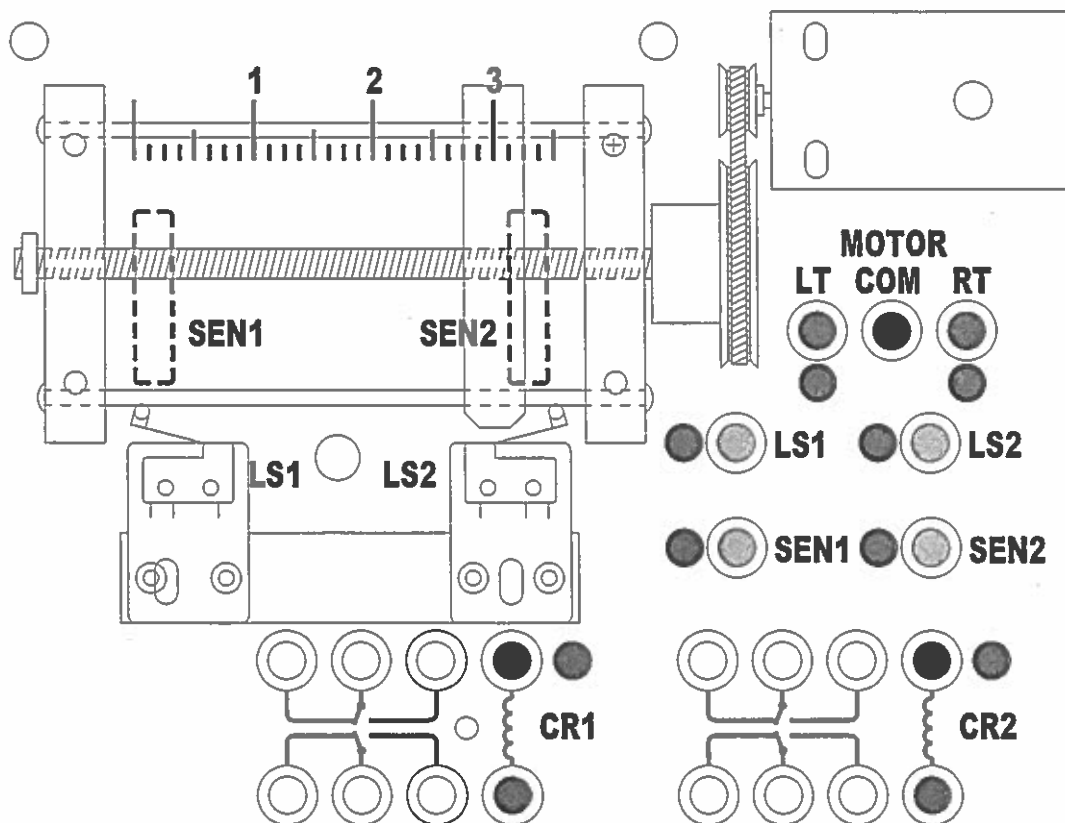 1 2 3
SEN1 SEN2
MOTOR
LT COM RT
LS1 LS2
LS1 LS2
SEN1 SEN2
CR1 CR2